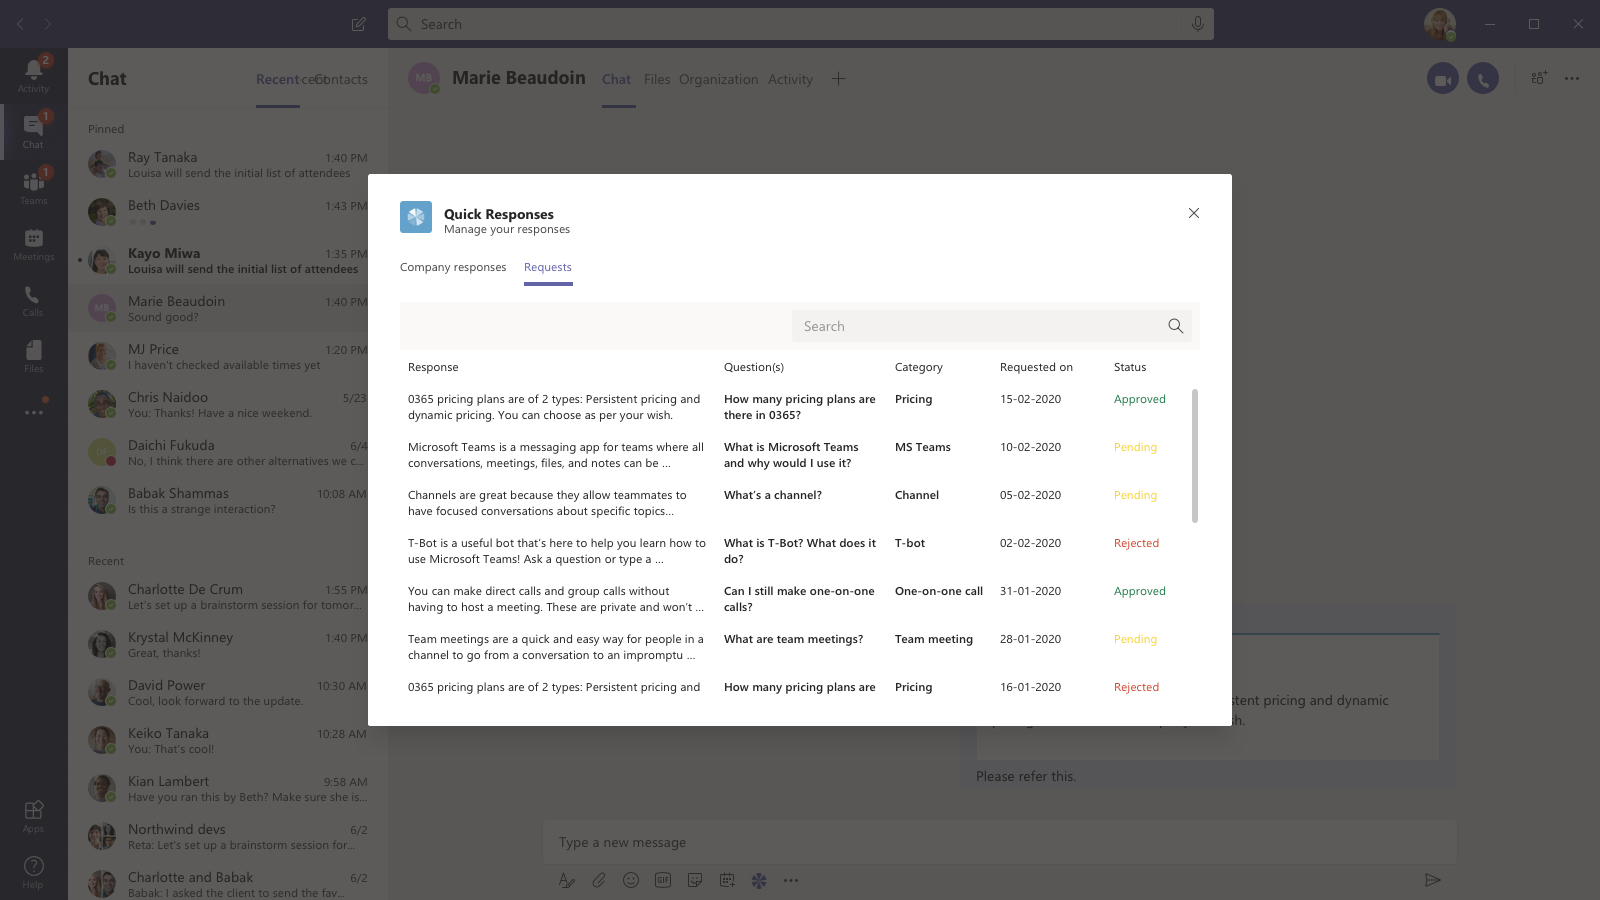 Search
2
Activity
1
Chat
1
Teams
Meetings
Calls
Files
Apps
Help
Chat
Recent
Contacts
Pinned
Ray Tanaka 1:40 PM
Louisa will send the initial list of attendees
Beth Davies 1:43 PM
Kayo Miwa 1:35 PM
Louisa will send the initial list of attendees
MB
Marie Beaudoin 1:40 PM
Sound good?
MJ Price 1:20 PM
I haven't checked available times yet
Chris Naidoo 5/23
You: Thanks! Have a nice weekend.
DF
Daichi Fukuda 6/4
No, I think there are other alternatives we c...
Babak Shammas 10:08 AM
Is this a strange interaction?
Recent
Charlotte De Crum 1:55 PM
Let's set up a brainstorm session for tomor...
Krystal McKinney 1:40 PM
Great, thanks!
David Power 10:30 AM
Cool, look forward to the update.
Keiko Tanaka 10:28 AM
You: That's cool!
Kian Lambert 9:58 AM
Have you ran this by Beth? Make sure she is...
Northwind devs 6/2
Reta: Let's set up a brainstorm session for...
Charlotte and Babak 6/2
Babak: I asked the client to send the fav...
MB
Marie Beaudoin Chat Files Organization Activity
Quick Responses
Manage your responses
Company responses Requests
Search
Response Question(s) Category Requested on Status
0365 pricing plans are of 2 types: Persistent pricing and How many pricing plans are Pricing 15-02-2020 Approved
dynamic pricing. You can choose as per your wish. there in 0365?
Microsoft Teams is a messaging app for teams where all What is Microsoft Teams MS Teams 10-02-2020 Pending
conversations, meetings, files, and notes can be ... and why would I use it?
Channels are great because they allow teammates to What's a channel? Channel 05-02-2020 Pending
have focused conversations about specific topics...
T-Bot is a useful bot that's here to help you learn how to What is T-Bot? What does it T-bot 02-02-2020 Rejected
use Microsoft Teams! Ask a question or type a ... do?
You can make direct calls and group calls without Can I still make one-on-one One-on-one call 31-01-2020 Approved
having to host a meeting. These are private and won't ... calls?
Team meetings are a quick and easy way for people in a What are team meetings? Team meeting 28-01-2020 Pending
channel to go from a conversation to an impromptu ...
0365 pricing plans are of 2 types: Persistent pricing and How many pricing plans are Pricing 16-01-2020 Rejected
stent pricing and dynamic
sh.
Please refer this.
Type a new message
GIF